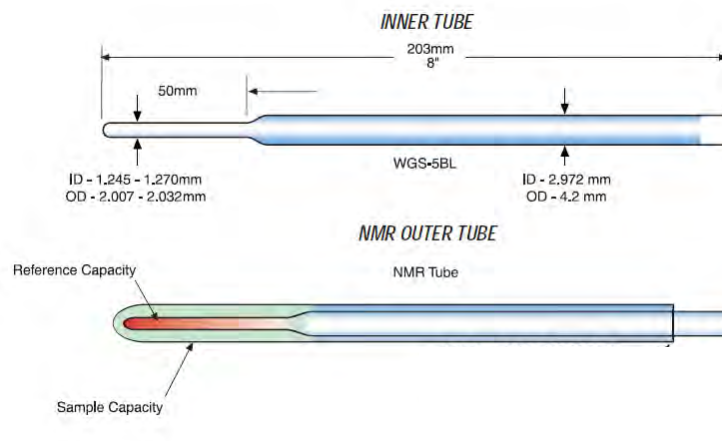 INNER TUBE
203mm
8"
50mm
WGS-5BL
ID - 1.245 - 1.270mm
OD - 2.007 - 2.032mm
ID - 2.972 mm
OD - 4.2 mm
NMR OUTER TUBE
Reference Capacity
NMR Tube
Sample Capacity